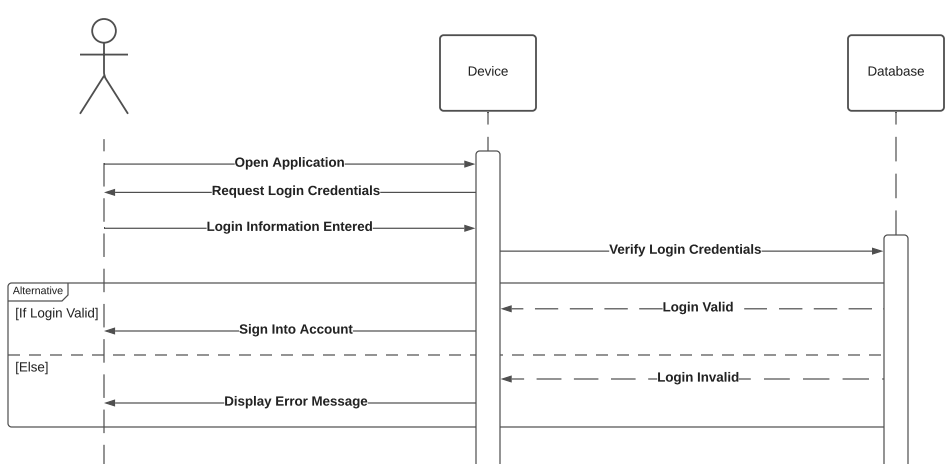 Device
Database
Open Application
Request Login Credentials
Login Information Entered
Verify Login Credentials
Alternative
[If Login Valid]
Login Valid
Sign Into Account
[Else]
Login Invalid
Display Error Message